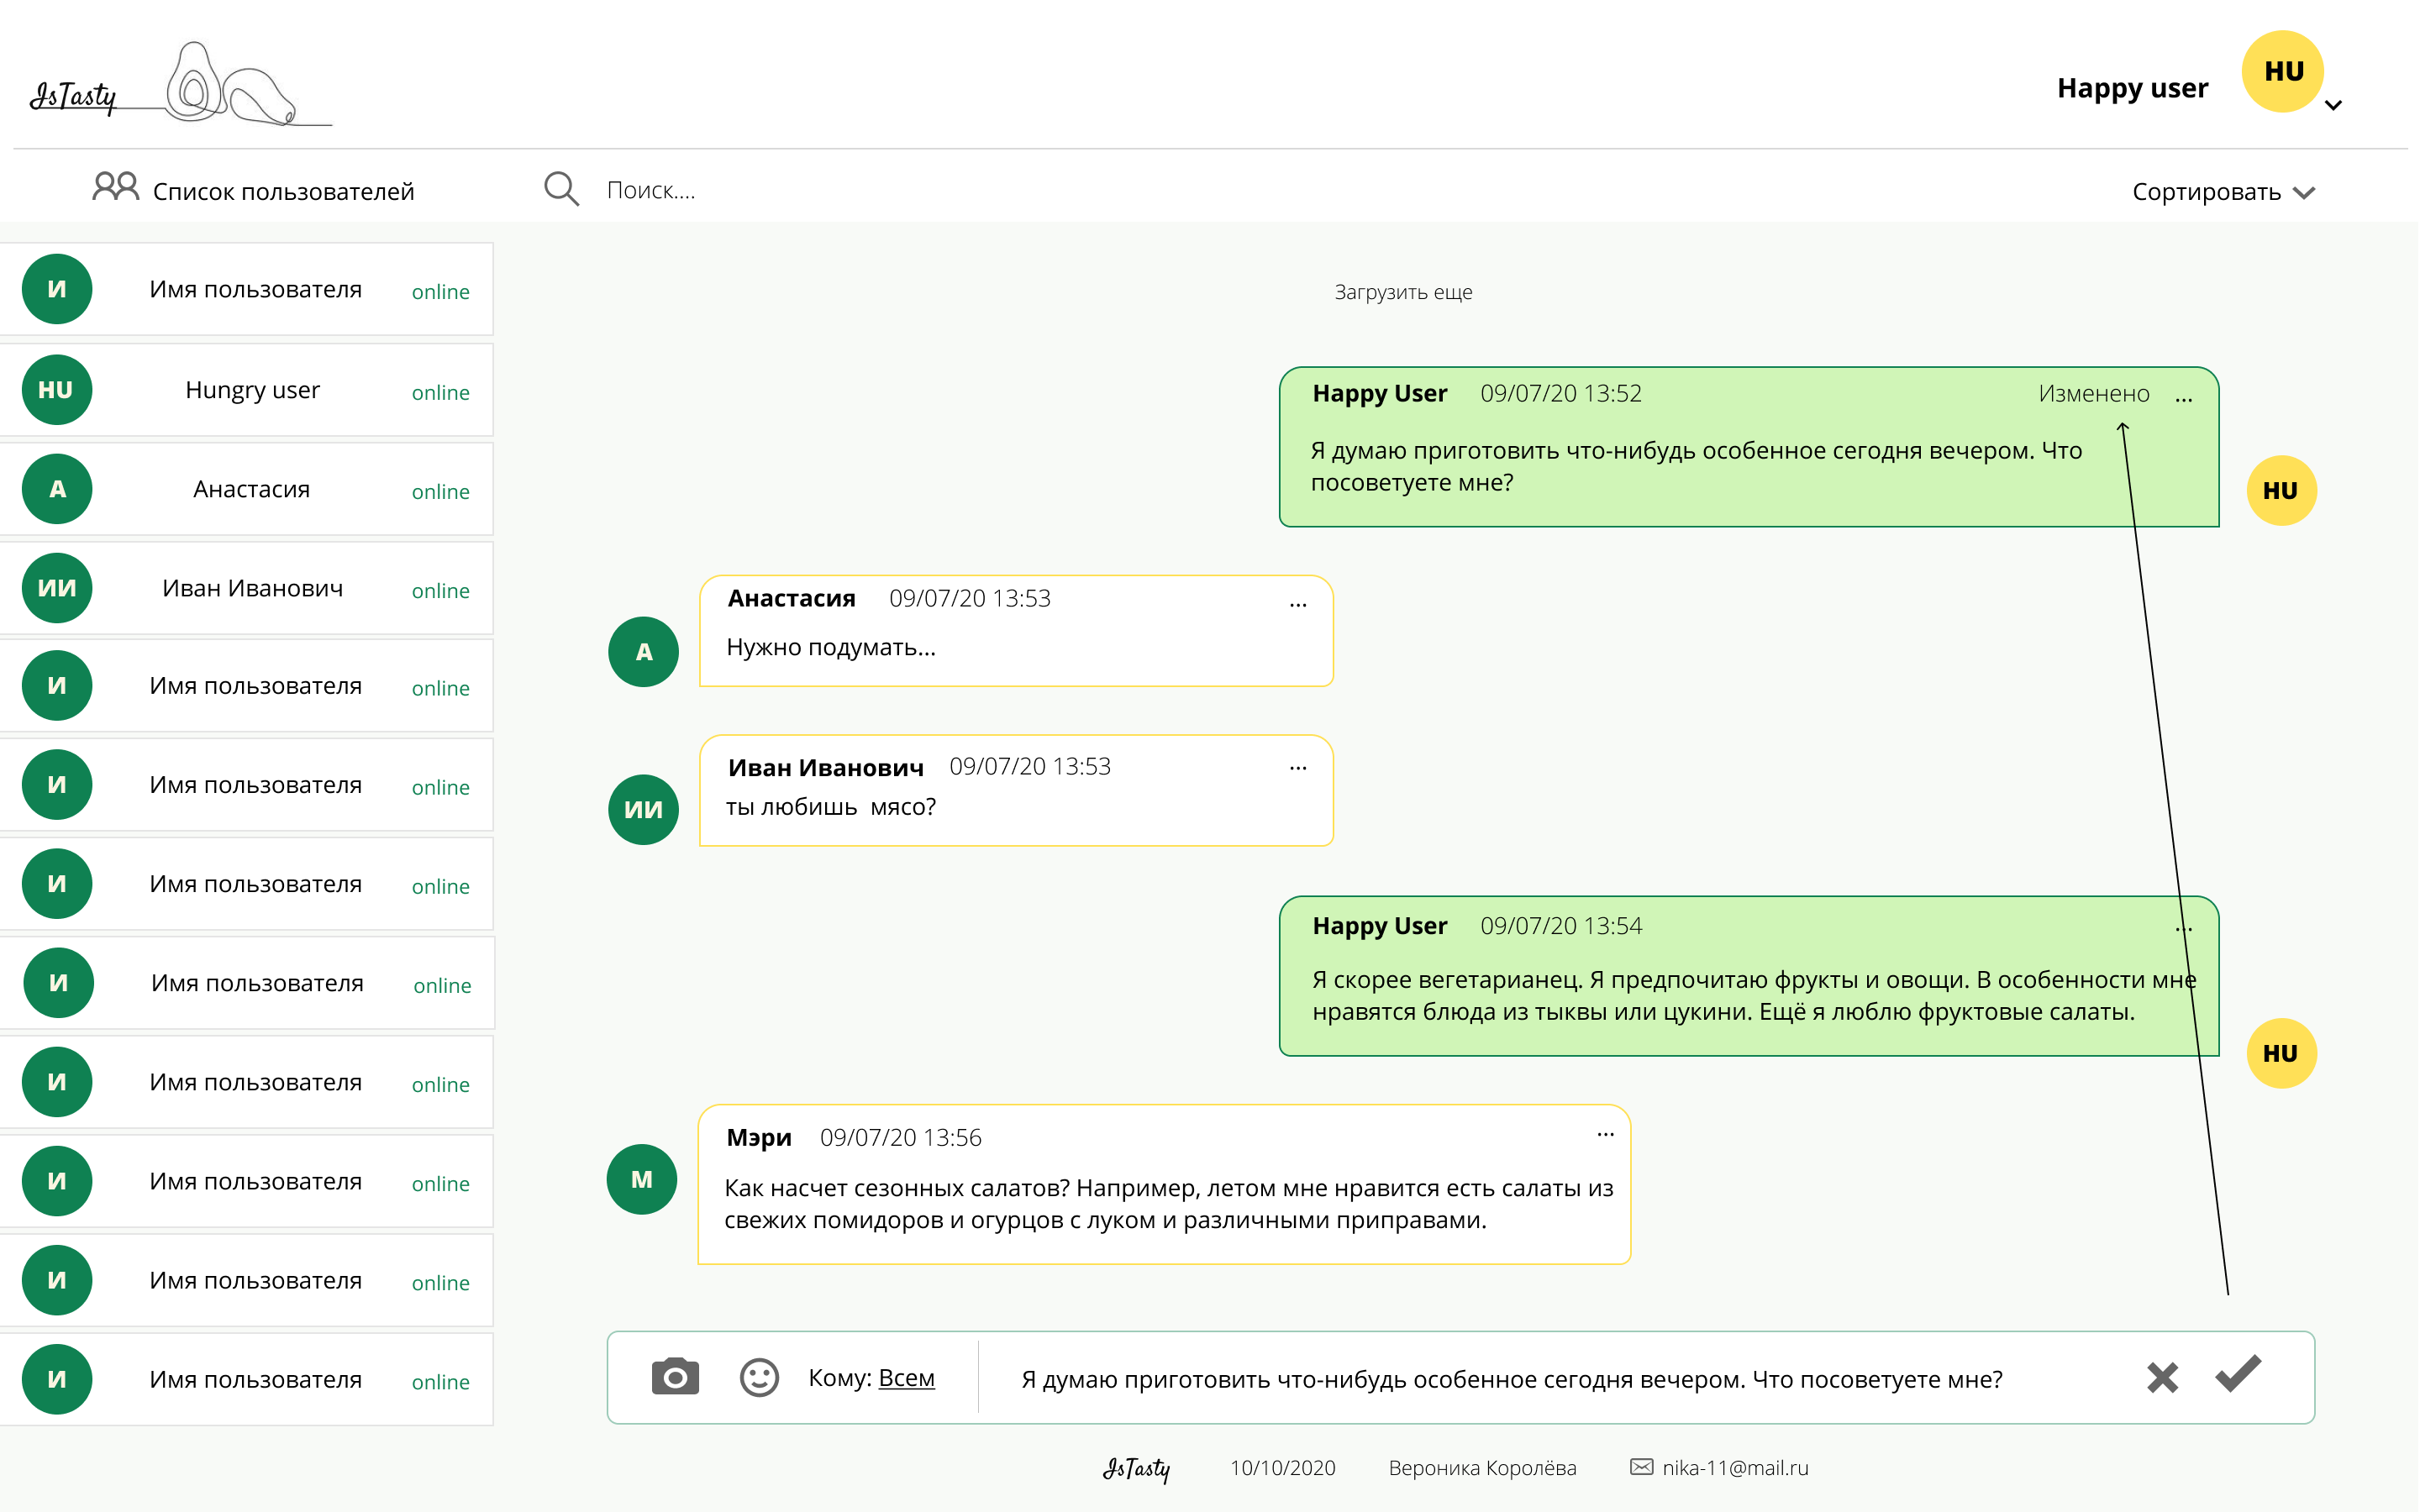 IsTasty
Happy user
HU
Список пользователей
Поиск....
Сортировать
И Имя пользователя online
HU Hungry user online
А Анастасия online
ИИ Иван Иванович online
И Имя пользователя online
И Имя пользователя online
И Имя пользователя online
И Имя пользователя online
И Имя пользователя online
И Имя пользователя online
И Имя пользователя online
И Имя пользователя online
Загрузить еще
Happy User 09/07/20 13:52 Изменено ...
Я думаю приготовить что-нибудь особенное сегодня вечером. Что
посоветуете мне?
HU
Анастасия 09/07/20 13:53 ...
А
Нужно подумать...
Иван Иванович 09/07/20 13:53 ...
ИИ
ты любишь  мясо?
Happy User 09/07/20 13:54 ...
Я скорее вегетарианец. Я предпочитаю фрукты и овощи. В особенности мне
нравятся блюда из тыквы или цукини. Ещё я люблю фруктовые салаты.
HU
Мэри 09/07/20 13:56 ...
М
Как насчет сезонных салатов? Например, летом мне нравится есть салаты из
свежих помидоров и огурцов с луком и различными приправами.
Кому: Всем
Я думаю приготовить что-нибудь особенное сегодня вечером. Что посоветуете мне?
IsTasty 10/10/2020 Вероника Королёва nika-11@mail.ru